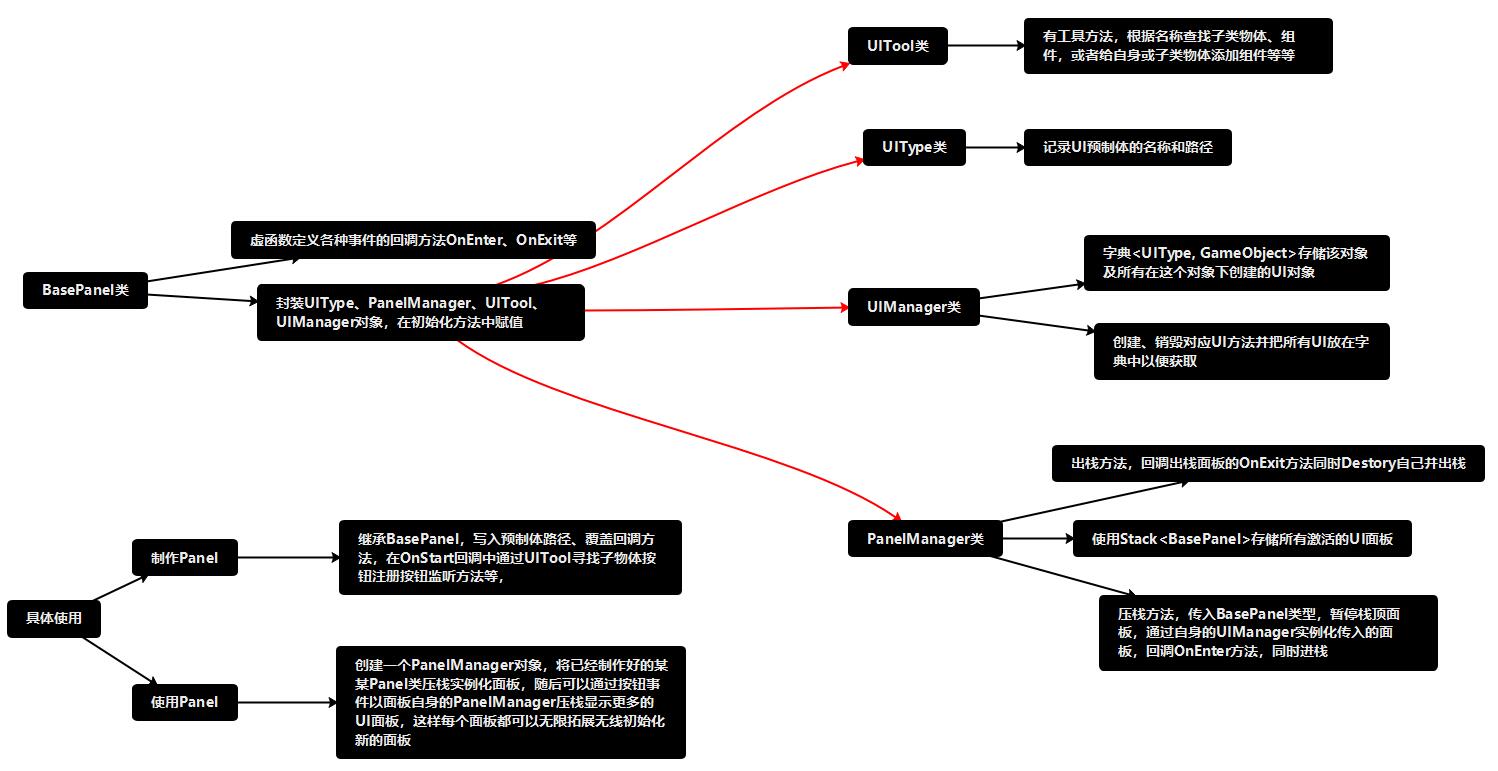 UITool类
有工具方法，根据名称查找子类物体、组
件，或者给自身或子类物体添加组件等等
UIType类
记录UI预制体的名称和路径
虚函数定义各种事件的回调方法OnEnter、OnExit等
BasePanel类
封装UIType、PanelManager、UITool、
UIManager对象，在初始化方法中赋值
字典<UIType, GameObject>存储该对象
及所有在这个对象下创建的UI对象
UIManager类
创建、销毁对应UI方法并把所有UI放在字
典中以便获取
出栈方法，回调出栈面板的OnExit方法同时Destory自己并出栈
PanelManager类
使用Stack<BasePanel>存储所有激活的UI面板
压栈方法，传入BasePanel类型，暂停栈顶面
板，通过自身的UIManager实例化传入的面
板，回调OnEnter方法，同时进栈
制作Panel
继承BasePanel，写入预制体路径、覆盖回调方
法，在OnStart回调中通过UITool寻找子物体按
钮注册按钮监听方法等，
具体使用
使用Panel
创建一个PanelManager对象，将已经制作好的某
某Panel类压栈实例化面板，随后可以通过按钮事
件以面板自身的PanelManager压栈显示更多的
UI面板，这样每个面板都可以无限拓展无线初始化
新的面板